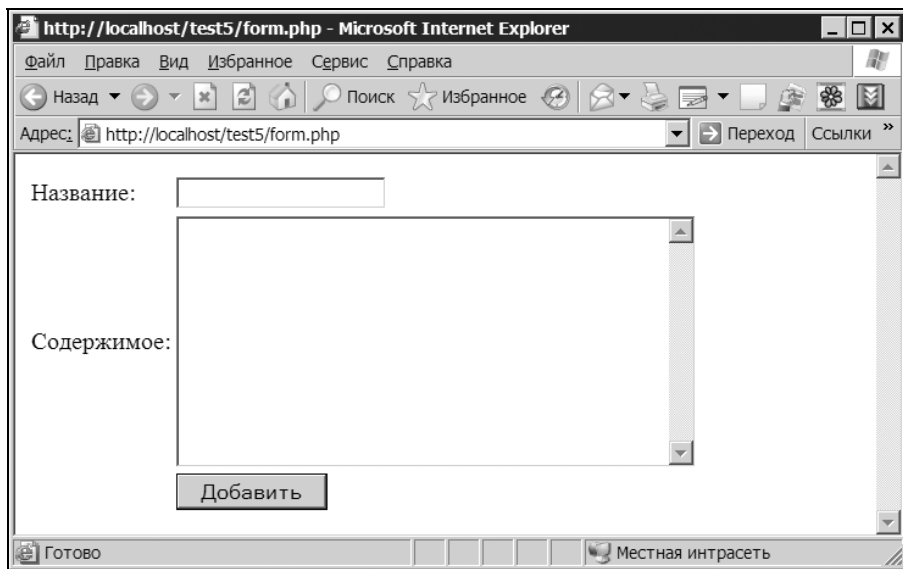 http://localhost/test5/form.php - Microsoft Internet Explorer
Файл Правка Вид Избранное Сервис Справка
Назад Поиск Избранное
Адрес: http://localhost/test5/form.php Переход Ссылки »
Название:
Содержимое:
Добавить
Готово Местная интрасеть